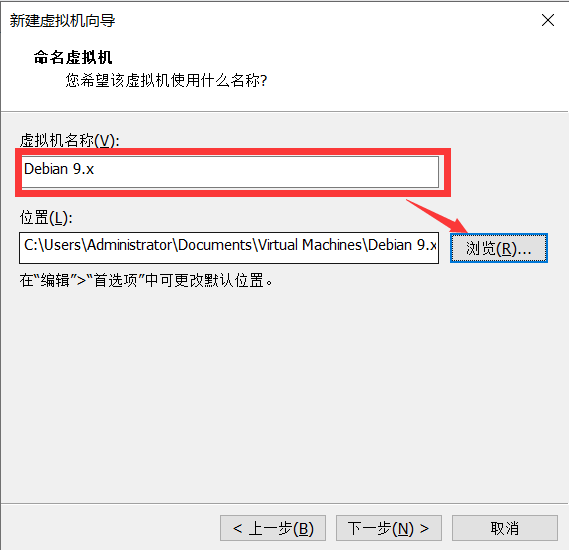 新建虚拟机向导
命名虚拟机
您希望该虚拟机使用什么名称?
虚拟机名称(V):
Debian 9.x
位置(L):
C:\Users\Administrator\Documents\Virtual Machines\Debian 9.x
浏览(R)...
在“编辑”>“首选项”中可更改默认位置。
< 上一步(B)
下一步(N) >
取消